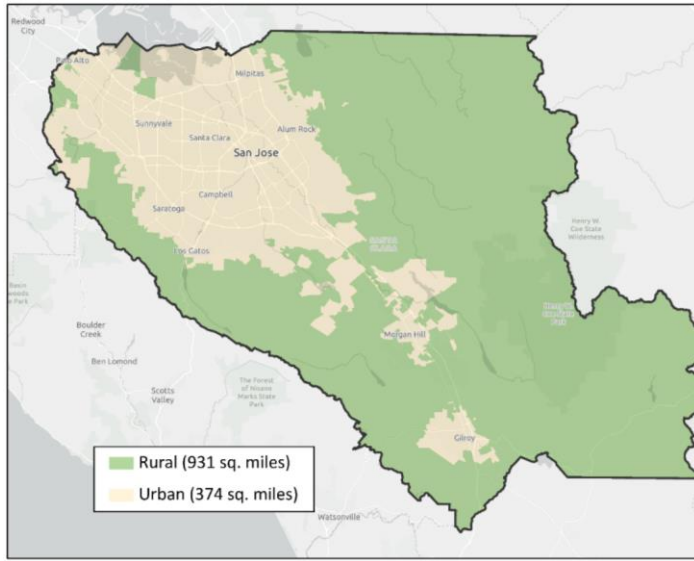 Redwood City
Palo Alto
Milpitas
Sunnyvale
Santa Clara
Alum Rock
San Jose
Campbell
Saratoga
Los Gatos
SANTA
CLARA
Henry W.
Coe State
Wilderness
Morgan Hill
Boulder
Creek
Ben Lomond
Scotts
Valley
The Forest
of Nisene
Marks State
Park
Gilroy
Rural (931 sq. miles)
Urban (374 sq. miles)
Watsonville